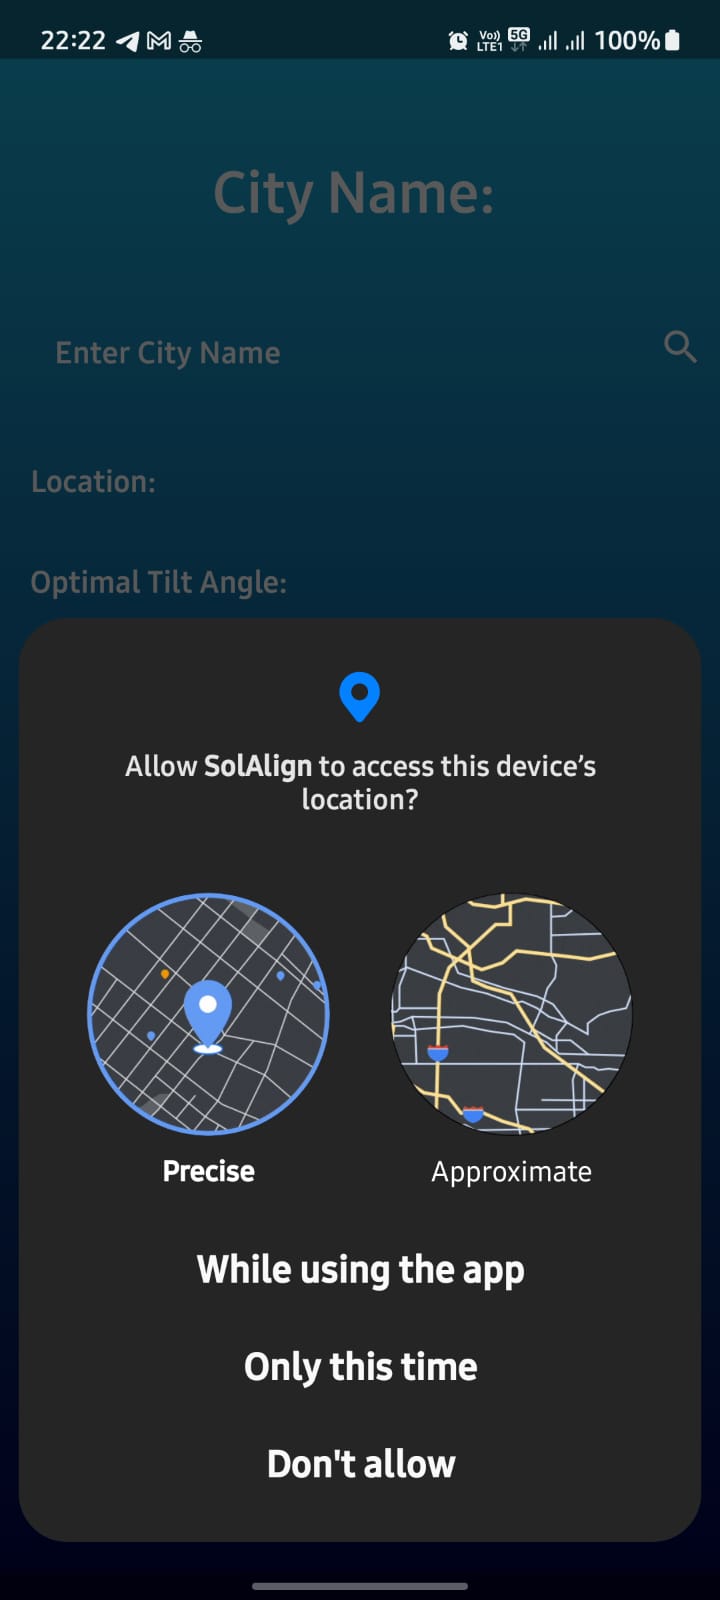 22:22 Vo)) LTE1 5G 100%
City Name:
Enter City Name
Location:
Optimal Tilt Angle:
Allow SolAlign to access this device’s
location?
Precise Approximate
While using the app
Only this time
Don't allow